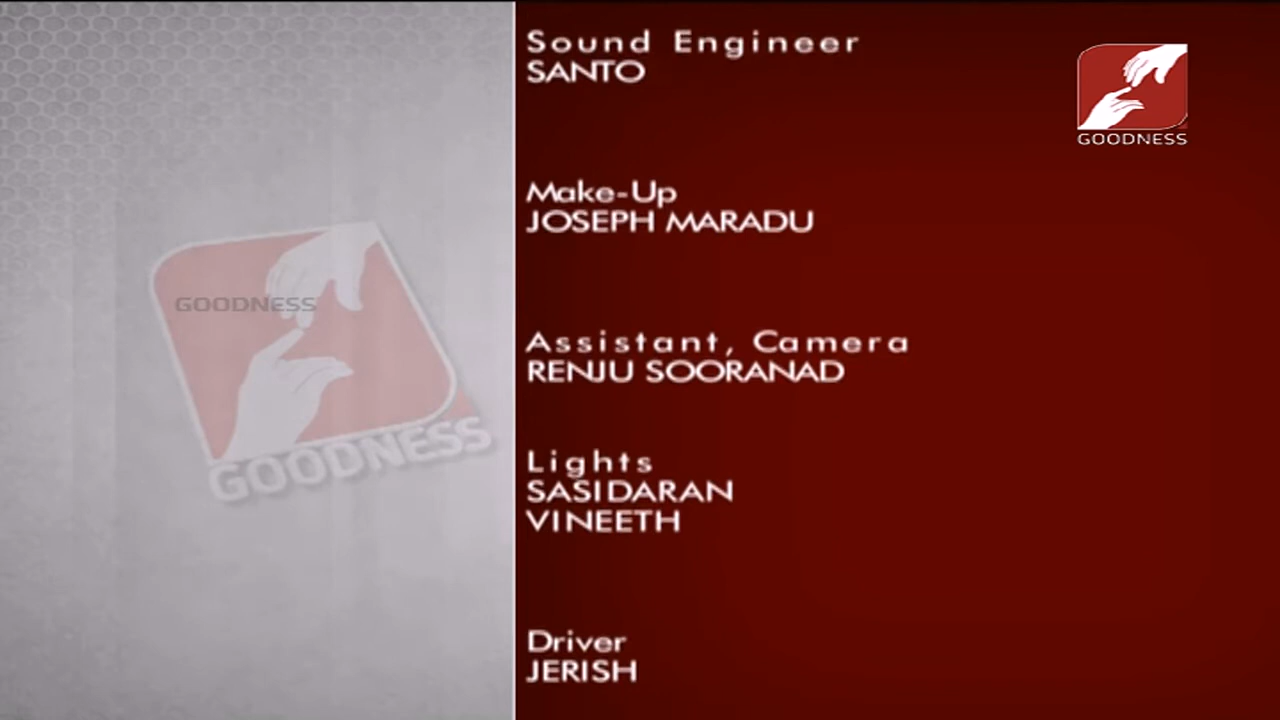 Sound Engineer
SANTO
GOODNESS
Make-Up
JOSEPH MARADU
GOODNESS
Assistant, Camera
RENJU SOORANAD
GOODNESS
Lights
SASIDARAN
VINEETH
Driver
JERISH